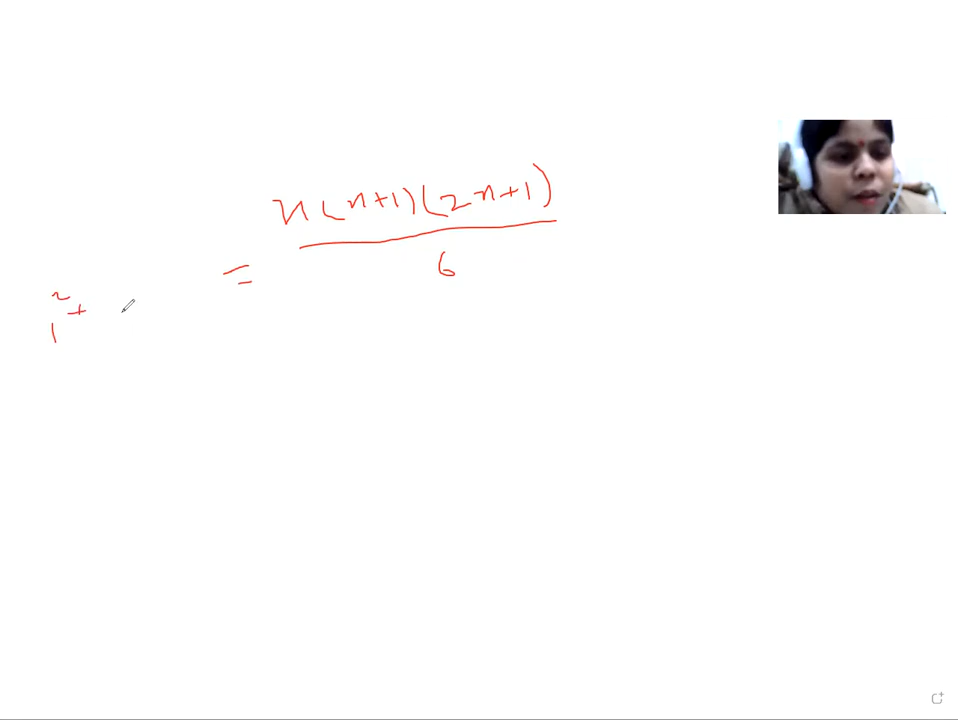 n(n+1)(2n+1)
= 6
1² +